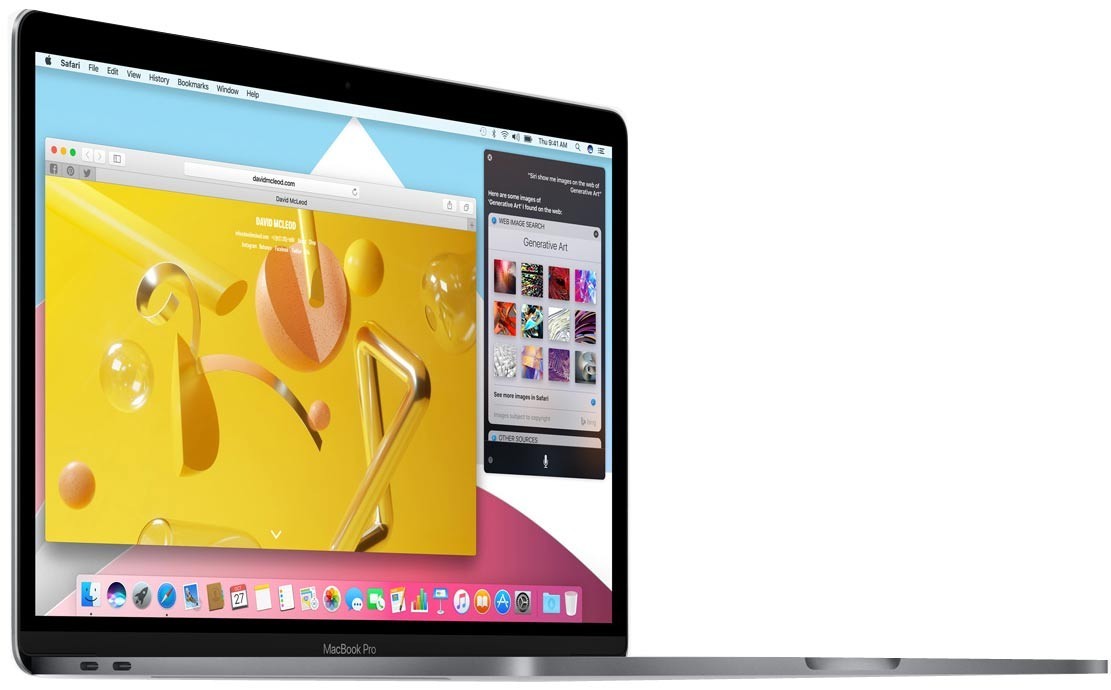 Safari File Edit View History Bookmarks Window Help
Thu 9:41 AM
davidmcleod.com
David McLeod
DAVID MCLEOD
"Siri show me images on the web of
Generative Art"
Here are some images of
'Generative Art' I found on the web:
WEB IMAGE SEARCH
Generative Art
See more images in Safari
Images subject to copyright
bing
OTHER SOURCES
OCT
27
MacBook Pro